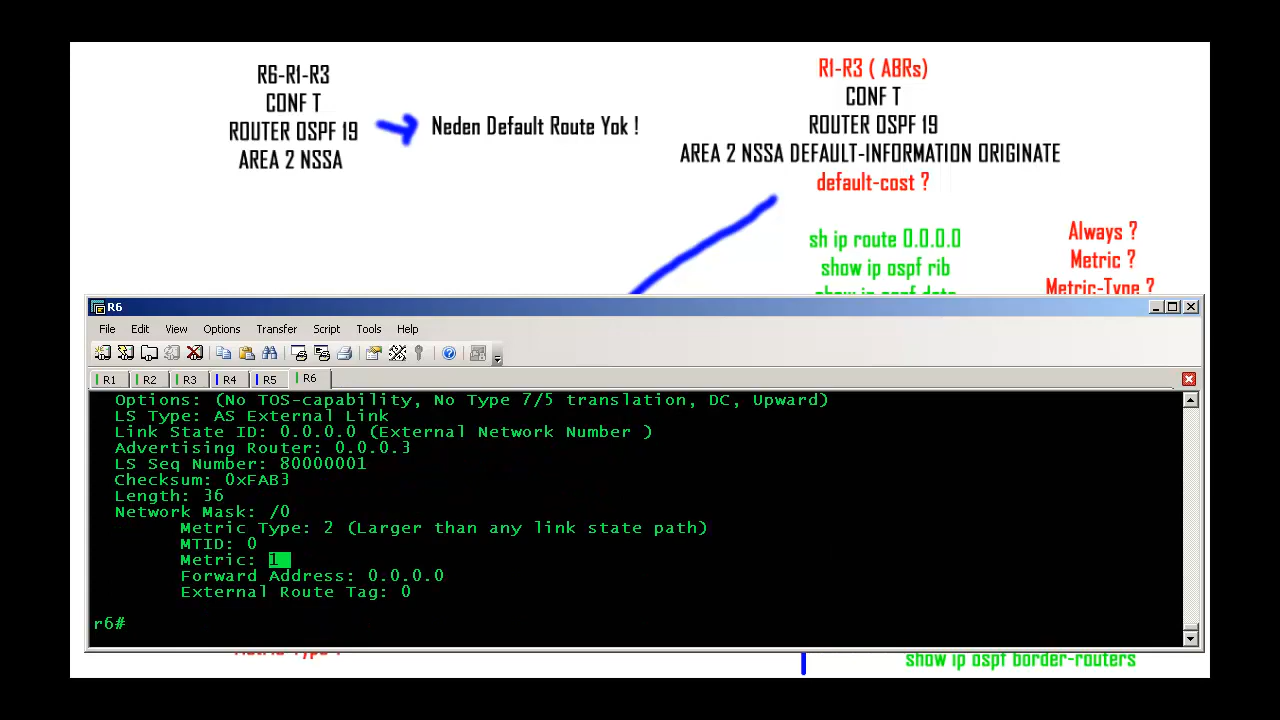 R6-R1-R3
CONF T
ROUTER OSPF 19
AREA 2 NSSA
Neden Default Route Yok !
R1-R3 ( ABRs)
CONF T
ROUTER OSPF 19
AREA 2 NSSA DEFAULT-INFORMATION ORIGINATE
default-cost ?
sh ip route 0.0.0.0
show ip ospf rib
show ip ospf data
Always ?
Metric ?
Metric-Type ?
R6
File Edit View Options Transfer Script Tools Help
R1 R2 R3 R4 R5 R6
Options: (No TOS-capability, No Type 7/5 translation, DC, Upward)
LS Type: AS External Link
Link State ID: 0.0.0.0 (External Network Number )
Advertising Router: 0.0.0.3
LS Seq Number: 80000001
Checksum: 0xFAB3
Length: 36
Network Mask: /0
Metric Type: 2 (Larger than any link state path)
MTID: 0
Metric: 1
Forward Address: 0.0.0.0
External Route Tag: 0
r6#
Metric-Type ?
show ip ospf border-routers